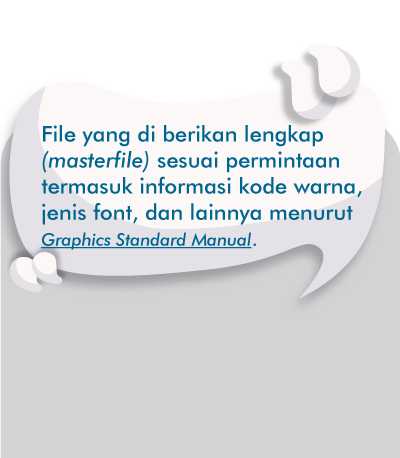 File yang di berikan lengkap
(masterfile) sesuai permintaan
termasuk informasi kode warna,
jenis font, dan lainnya menurut
Graphics Standard Manual.